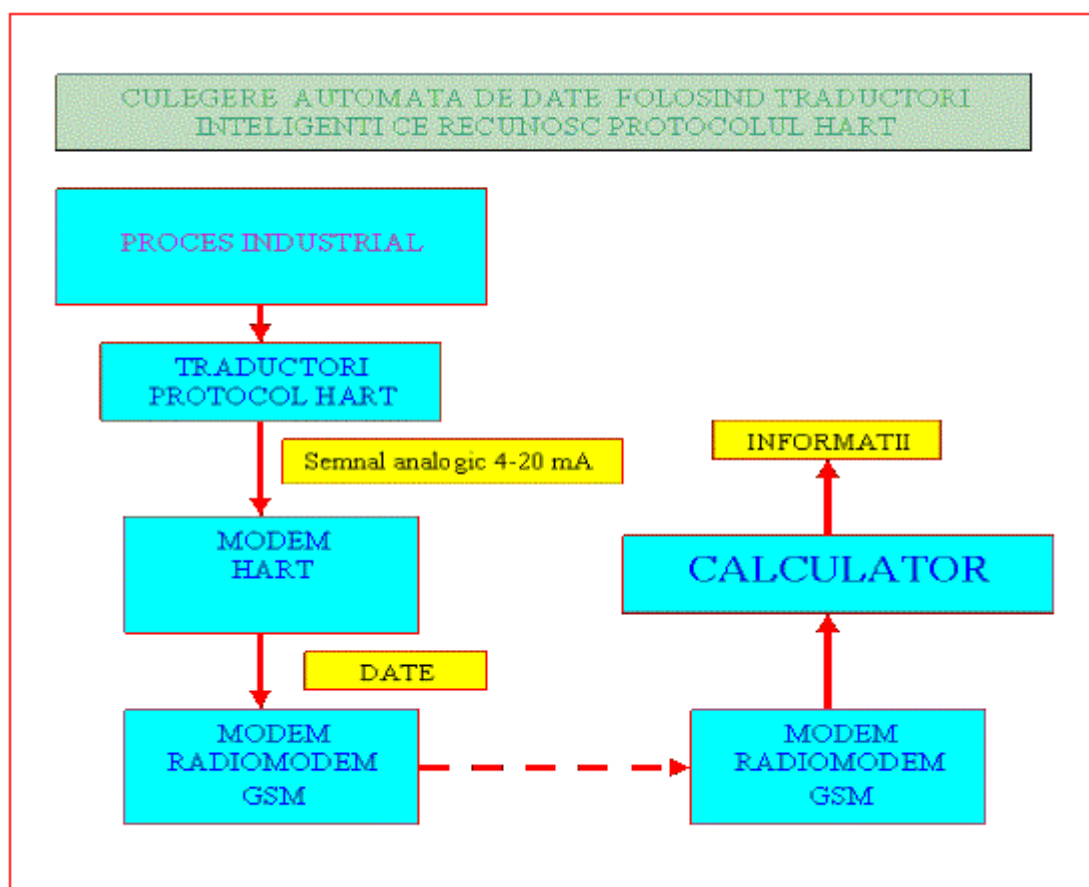 CULEGERE AUTOMATA DE DATE FOLOSIND TRADUCTORI
INTELIGENTI CE RECUNOSC PROTOCOLUL HART
PROCES INDUSTRIAL
TRADUCTORI
PROTOCOL HART
Semnal analogic 4-20 mA
MODEM
HART
DATE
MODEM
RADIOMODEM
GSM
INFORMATII
CALCULATOR
MODEM
RADIOMODEM
GSM